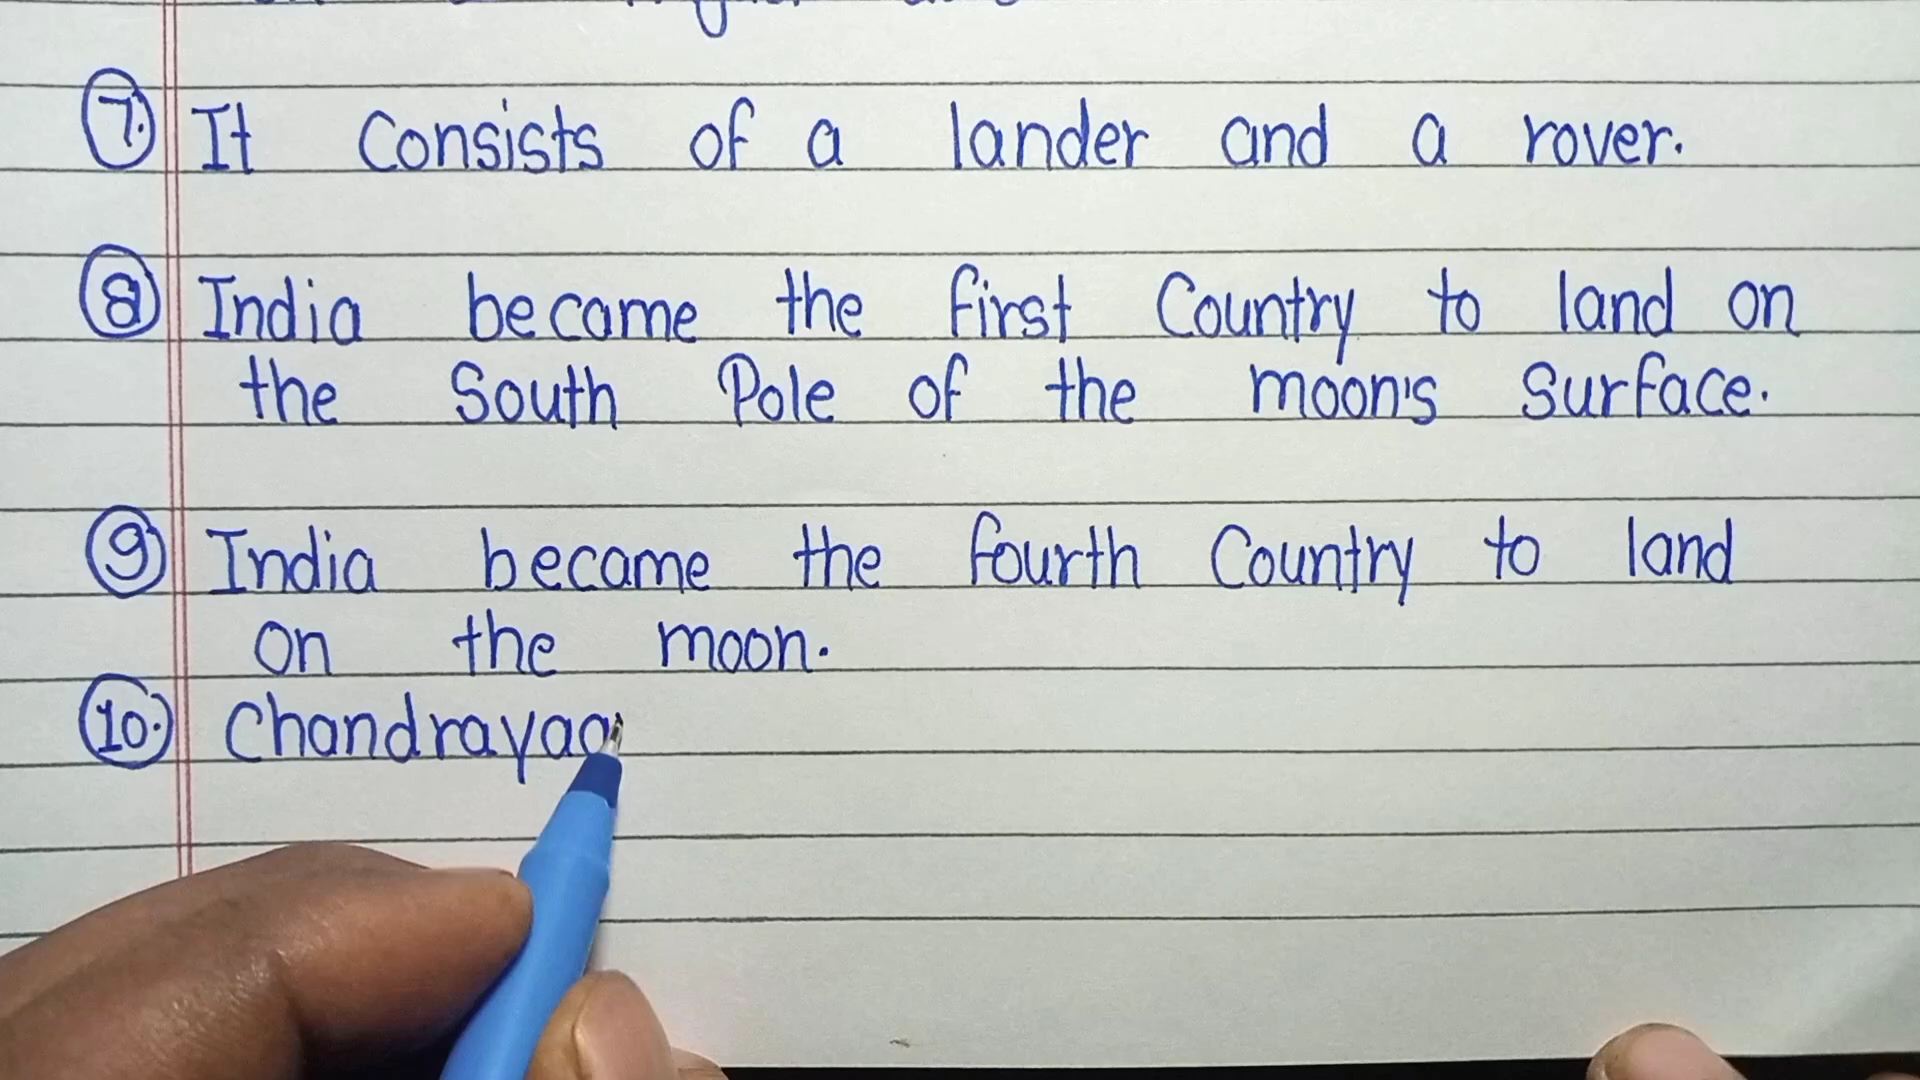 7. It Consists of a lander and a rover.
8 India became the first Country to land on
the South Pole of the moon's Surface.
9 India became the fourth Country to land
on the moon.
10. Chandrayaa